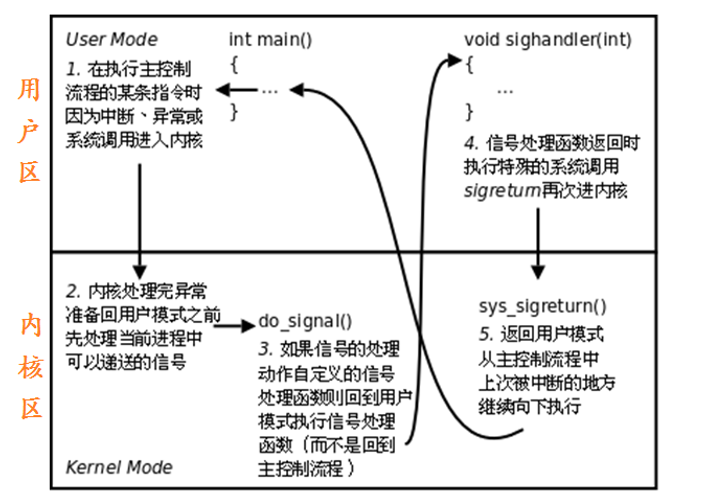 用
户
区
User Mode
1. 在执行主控制
流程的某条指令时
因为中断、异常或
系统调用进入内核
int main()
{
...
}
void sighandler(int)
{
...
}
4. 信号处理函数返回时
执行特殊的系统调用
sigreturn再次进内核
内
核
区
2. 内核处理完异常
准备回用户模式之前
先处理当前进程中
可以递送的信号
do_signal()
3. 如果信号的处理
动作自定义的信号
处理函数则回到用户
模式执行信号处理
函数（而不是回到
主控制流程）
sys_sigreturn()
5. 返回用户模式
从主控制流程中
上次被中断的地方
继续向下执行
Kernel Mode